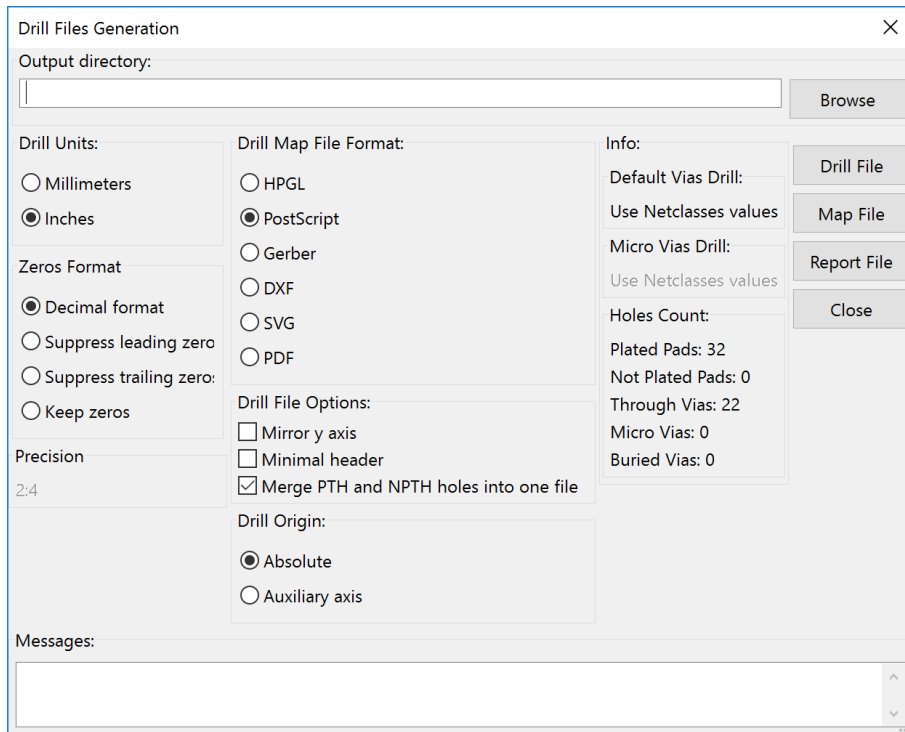 Drill Files Generation
Output directory:
Browse
Drill Units:
Millimeters
Inches
Zeros Format
Decimal format
Suppress leading zero
Suppress trailing zeros
Keep zeros
Precision
2:4
Drill Map File Format:
HPGL
PostScript
Gerber
DXF
SVG
PDF
Drill File Options:
Mirror y axis
Minimal header
Merge PTH and NPTH holes into one file
Drill Origin:
Absolute
Auxiliary axis
Info:
Default Vias Drill:
Use Netclasses values
Micro Vias Drill:
Use Netclasses values
Holes Count:
Plated Pads: 32
Not Plated Pads: 0
Through Vias: 22
Micro Vias: 0
Buried Vias: 0
Drill File
Map File
Report File
Close
Messages: